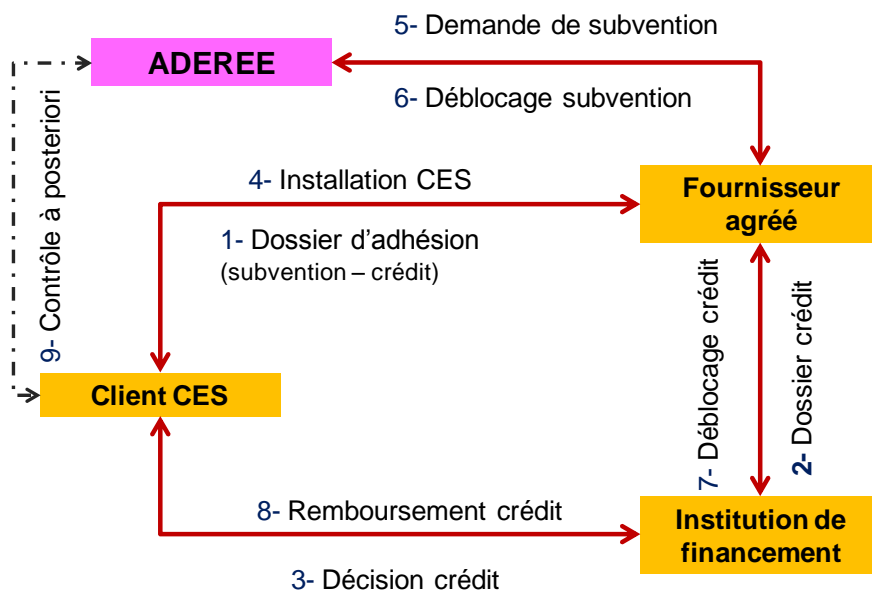 5- Demande de subvention
ADEREE
6- Déblocage subvention
9- Contrôle à posteriori
4- Installation CES
Fournisseur
agréé
1- Dossier d’adhésion
(subvention – crédit)
7- Déblocage crédit
2- Dossier crédit
Client CES
8- Remboursement crédit
Institution de
financement
3- Décision crédit